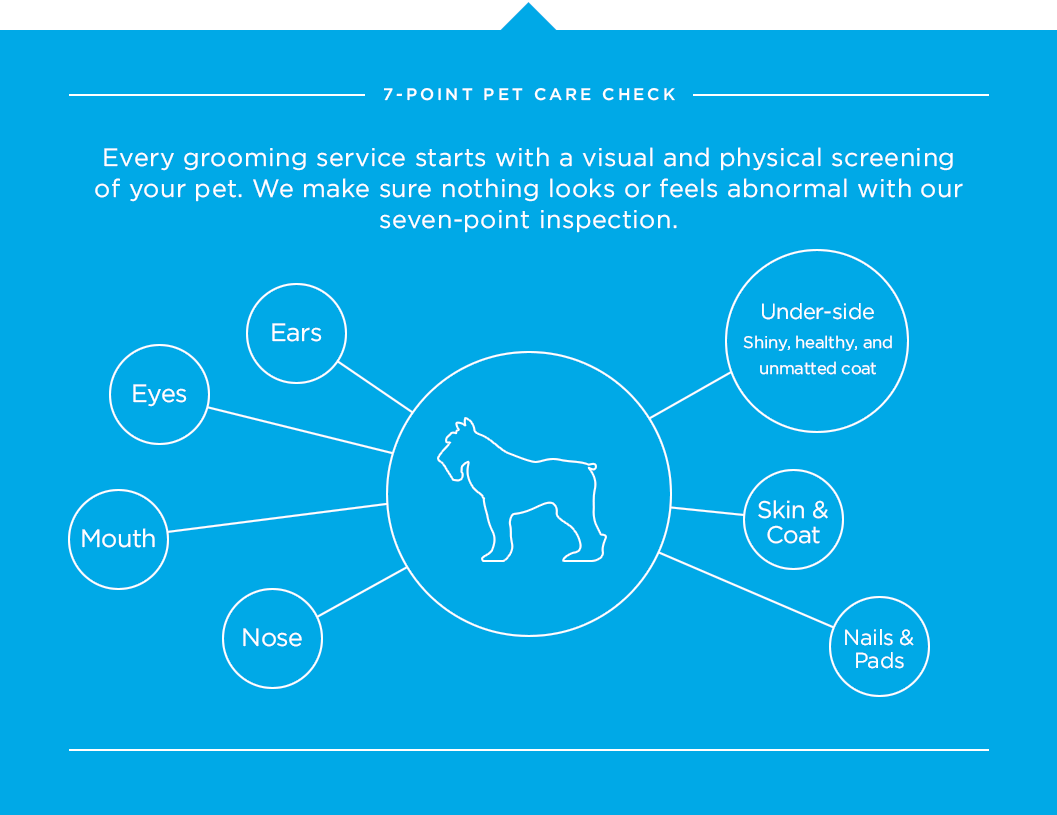 7-POINT PET CARE CHECK
Every grooming service starts with a visual and physical screening
of your pet. We make sure nothing looks or feels abnormal with our
seven-point inspection.
Ears
Eyes
Mouth
Nose
Under-side
Shiny, healthy, and
unmatted coat
Skin &
Coat
Nails &
Pads